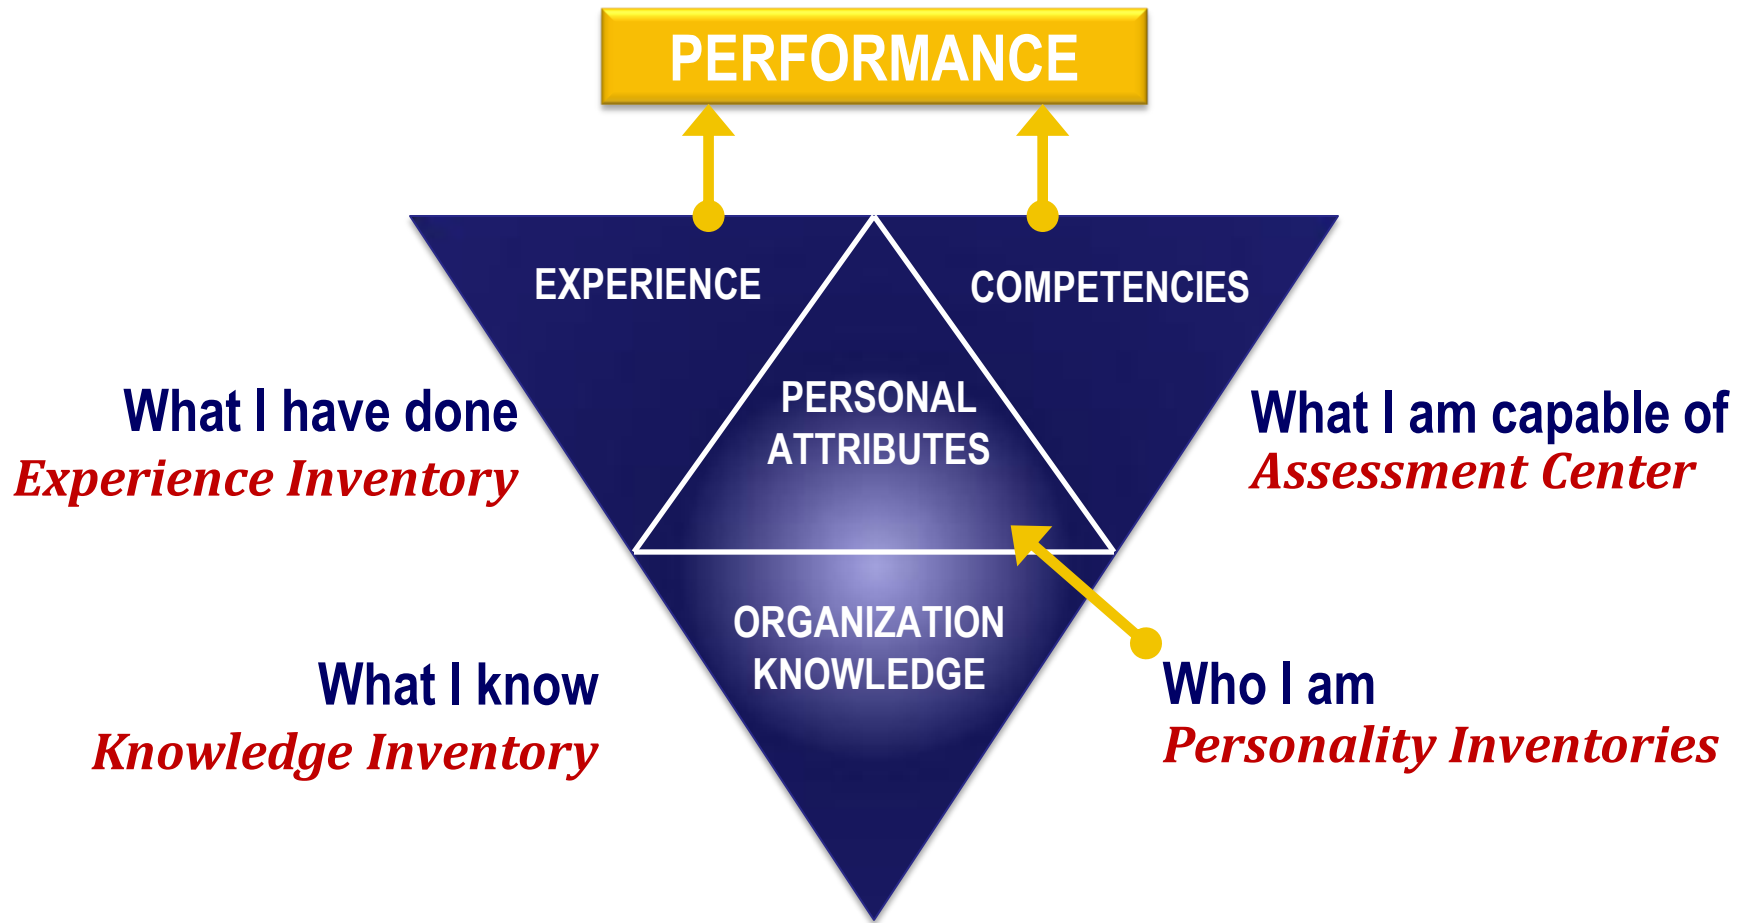 PERFORMANCE
EXPERIENCE
COMPETENCIES
PERSONAL
ATTRIBUTES
What I have done
Experience Inventory
What I am capable of
Assessment Center
ORGANIZATION
KNOWLEDGE
What I know
Knowledge Inventory
Who I am
Personality Inventories